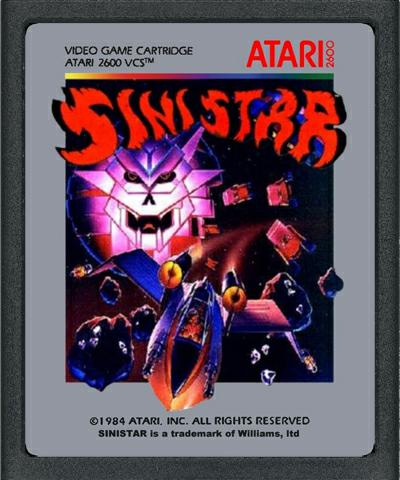 VIDEO GAME CARTRIDGE
ATARI 2600 VCS™
ATARI 2600
SINISTAR
©1984 ATARI, INC. ALL RIGHTS RESERVED
SINISTAR is a trademark of Williams, ltd